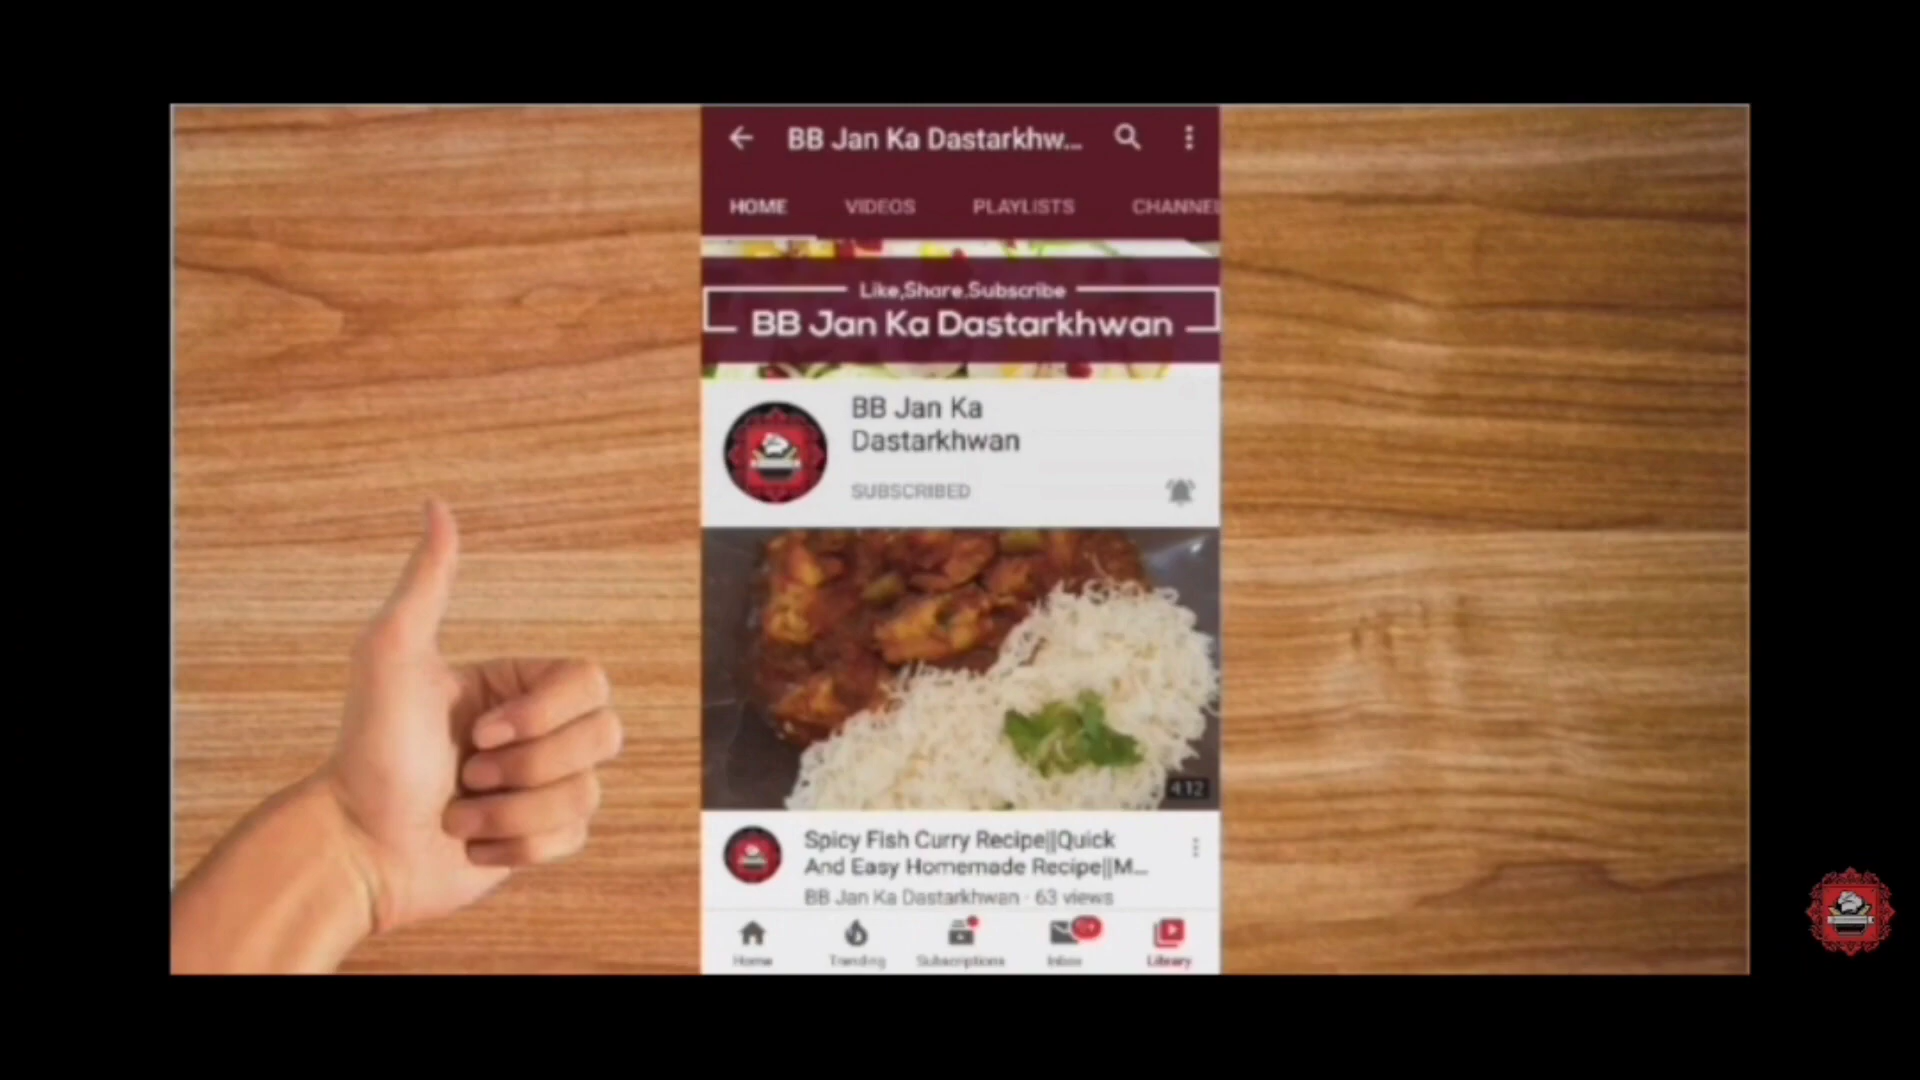 BB Jan Ka Dastarkhw...
HOME VIDEOS PLAYLISTS CHANNEL
Like,Share,Subscribe
BB Jan Ka Dastarkhwan
BB Jan Ka
Dastarkhwan
SUBSCRIBED
4:12
Spicy Fish Curry Recipe||Quick
And Easy Homemade Recipe||M...
BB Jan Ka Dastarkhwan · 63 views
Home Trending Subscriptions Inbox Library